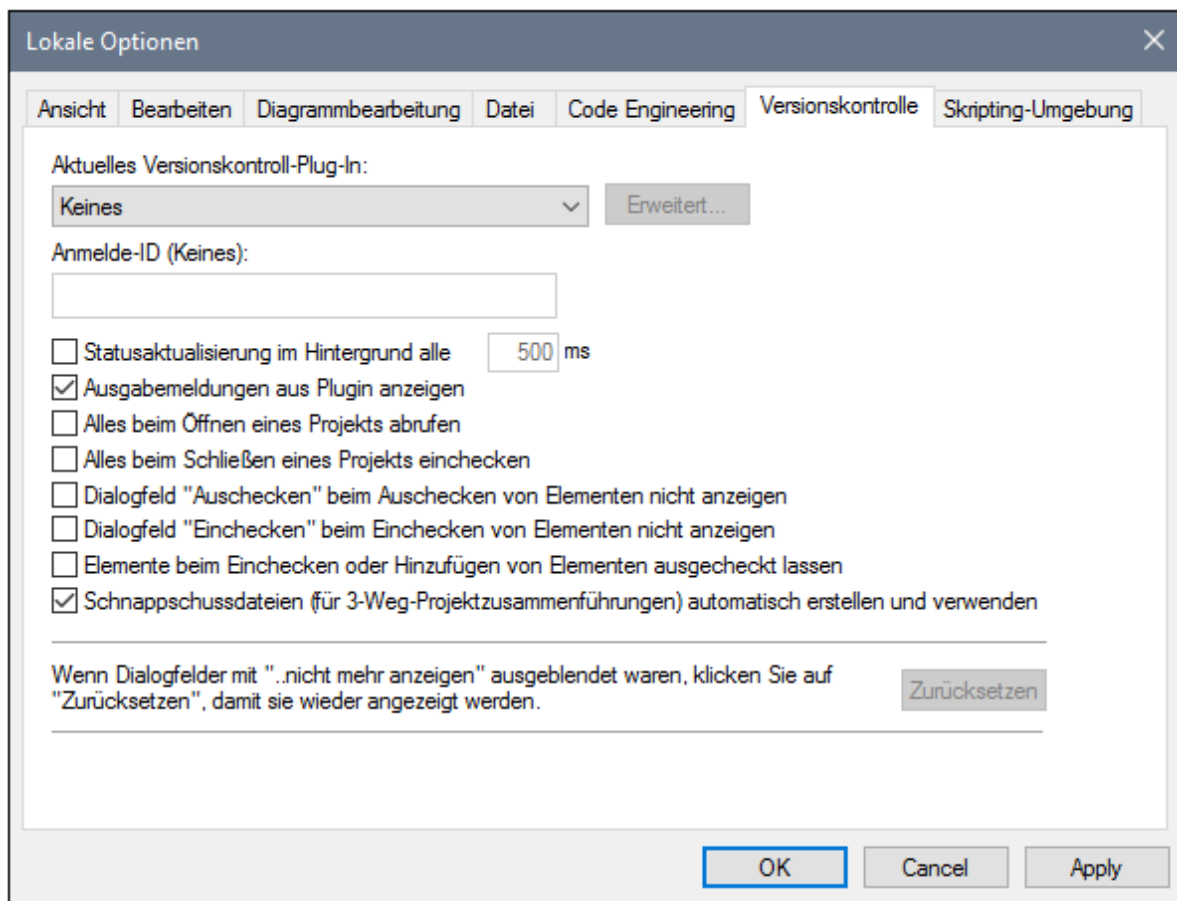 Lokale Optionen
Ansicht Bearbeiten Diagrammbearbeitung Datei Code Engineering Versionskontrolle Skripting-Umgebung
Aktuelles Versionskontroll-Plug-In:
Keines Erweitert...
Anmelde-ID (Keines):
Statusaktualisierung im Hintergrund alle 500 ms
Ausgabemeldungen aus Plugin anzeigen
Alles beim Öffnen eines Projekts abrufen
Alles beim Schließen eines Projekts einchecken
Dialogfeld "Auschecken" beim Auschecken von Elementen nicht anzeigen
Dialogfeld "Einchecken" beim Einchecken von Elementen nicht anzeigen
Elemente beim Einchecken oder Hinzufügen von Elementen ausgecheckt lassen
Schnappschussdateien (für 3-Weg-Projektzusammenführungen) automatisch erstellen und verwenden
Wenn Dialogfelder mit "..nicht mehr anzeigen" ausgeblendet waren, klicken Sie auf
"Zurücksetzen", damit sie wieder angezeigt werden.
Zurücksetzen
OK Cancel Apply